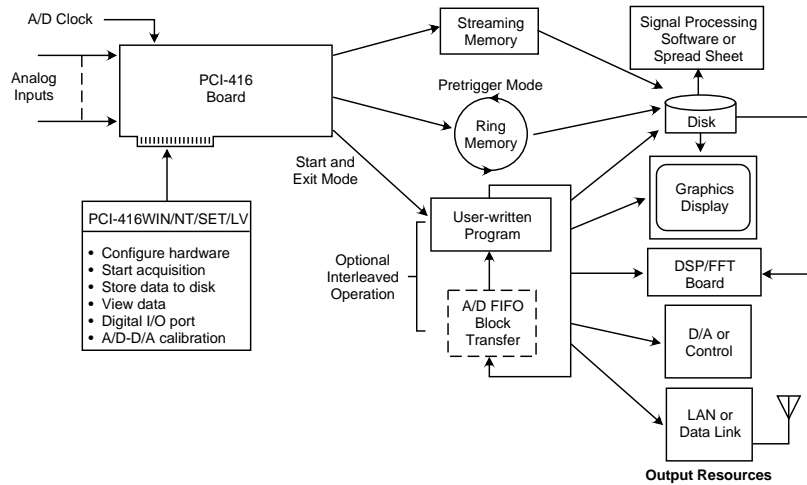 A/D Clock
Analog
Inputs
PCI-416
Board
Streaming
Memory
Signal Processing
Software or
Spread Sheet
Pretrigger Mode
Ring
Memory
Disk
Start and
Exit Mode
Graphics
Display
PCI-416WIN/NT/SET/LV
• Configure hardware
• Start acquisition
• Store data to disk
• View data
• Digital I/O port
• A/D-D/A calibration
User-written
Program
Optional
Interleaved
Operation
A/D FIFO
Block
Transfer
DSP/FFT
Board
D/A or
Control
LAN or
Data Link
Output Resources